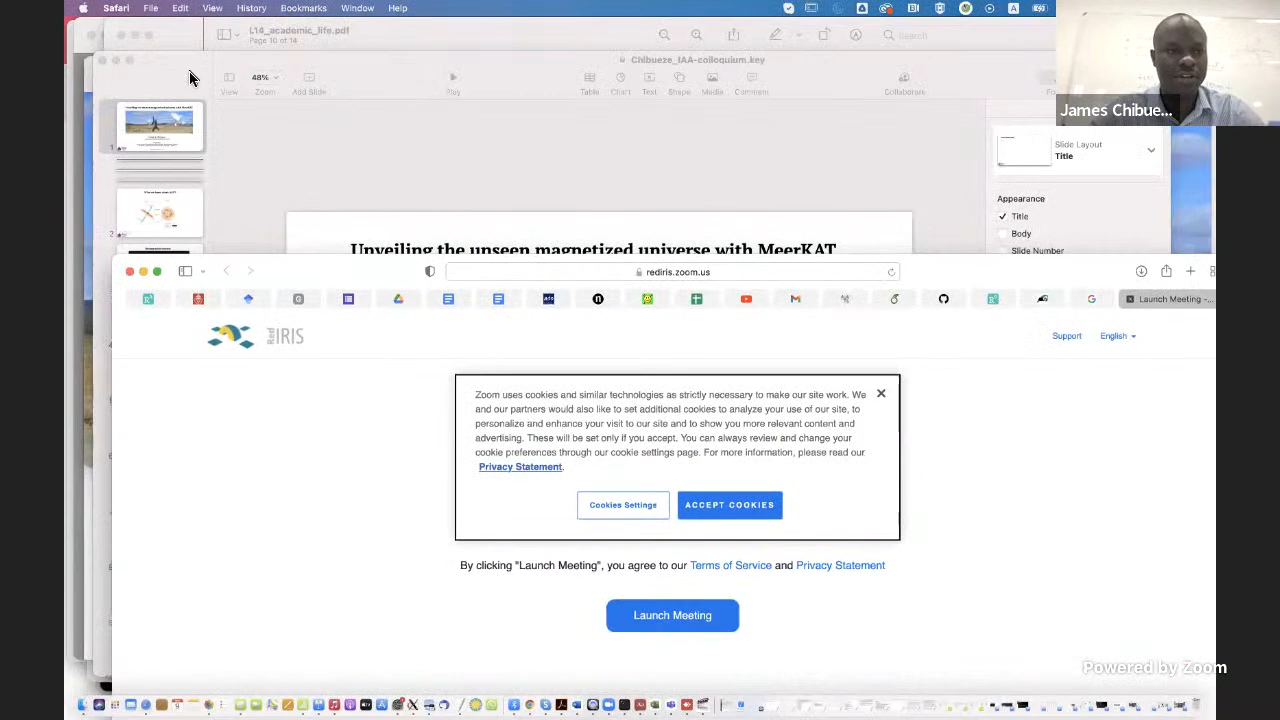 Safari File Edit View History Bookmarks Window Help
L14_academic_life.pdf
Page 10 of 14
Search
Chibueze_IAA-colloquium.key
48%
View Zoom Add Slide Play Table Chart Text Shape Media Comment Collaborate
James Chibue...
Slide Layout
Title
Appearance
Title
Body
Slide Number
1
2
Unveiling the unseen magnetized universe with MeerKAT
rediris.zoom.us
Launch Meeting -...
Red IRIS
Support English
Zoom uses cookies and similar technologies as strictly necessary to make our site work. We
and our partners would also like to set additional cookies to analyze your use of our site, to
personalize and enhance your visit to our site and to show you more relevant content and
advertising. These will be set only if you accept. You can always review and change your
cookie preferences through our cookie settings page. For more information, please read our
Privacy Statement.
Cookies Settings ACCEPT COOKIES
By clicking "Launch Meeting", you agree to our Terms of Service and Privacy Statement
Launch Meeting
Powered by Zoom